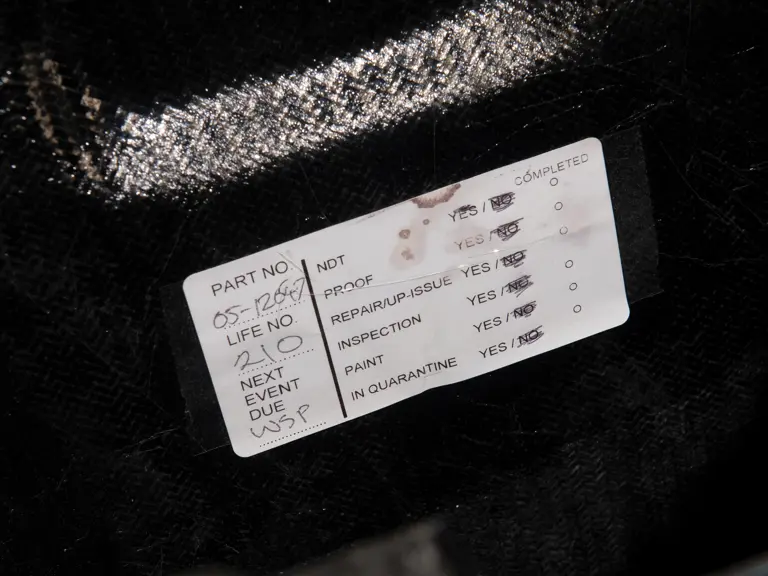 PART NO.
05-12047
LIFE NO.
210
NEXT
EVENT
DUE
WSP
COMPLETED
NDT YES / NO
PROOF YES / NO
REPAIR/UP-ISSUE YES / NO
INSPECTION YES / NO
PAINT YES / NO
IN QUARANTINE YES / NO